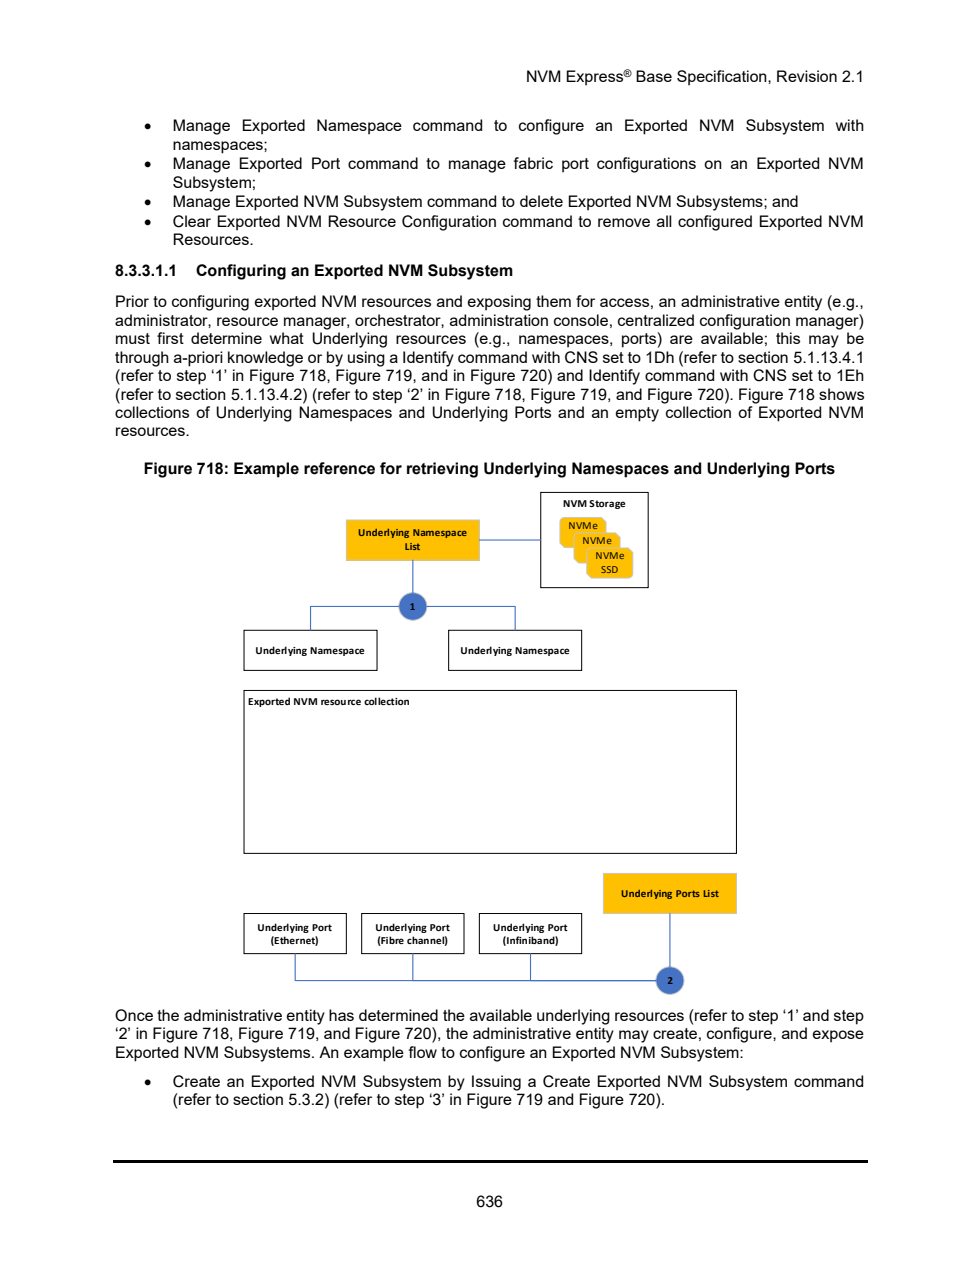 NVM Express® Base Specification, Revision 2.1
• Manage Exported Namespace command to configure an Exported NVM Subsystem with
namespaces;
• Manage Exported Port command to manage fabric port configurations on an Exported NVM
Subsystem;
• Manage Exported NVM Subsystem command to delete Exported NVM Subsystems; and
• Clear Exported NVM Resource Configuration command to remove all configured Exported NVM
Resources.
8.3.3.1.1 Configuring an Exported NVM Subsystem
Prior to configuring exported NVM resources and exposing them for access, an administrative entity (e.g.,
administrator, resource manager, orchestrator, administration console, centralized configuration manager)
must first determine what Underlying resources (e.g., namespaces, ports) are available; this may be
through a-priori knowledge or by using a Identify command with CNS set to 1Dh (refer to section 5.1.13.4.1
(refer to step ‘1’ in Figure 718, Figure 719, and in Figure 720) and Identify command with CNS set to 1Eh
(refer to section 5.1.13.4.2) (refer to step ‘2’ in Figure 718, Figure 719, and Figure 720). Figure 718 shows
collections of Underlying Namespaces and Underlying Ports and an empty collection of Exported NVM
resources.
Figure 718: Example reference for retrieving Underlying Namespaces and Underlying Ports
NVM Storage
NVMe
NVMe
NVMe
SSD
Underlying Namespace
List
1
Underlying Namespace
Underlying Namespace
Exported NVM resource collection
Underlying Ports List
Underlying Port
(Ethernet)
Underlying Port
(Fibre channel)
Underlying Port
(Infiniband)
2
Once the administrative entity has determined the available underlying resources (refer to step ‘1’ and step
‘2’ in Figure 718, Figure 719, and Figure 720), the administrative entity may create, configure, and expose
Exported NVM Subsystems. An example flow to configure an Exported NVM Subsystem:
• Create an Exported NVM Subsystem by Issuing a Create Exported NVM Subsystem command
(refer to section 5.3.2) (refer to step ‘3’ in Figure 719 and Figure 720).
636